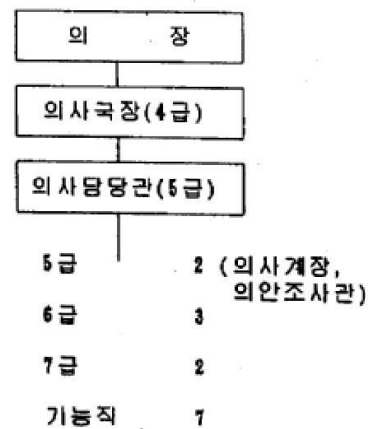 의 장
의사국장(4급)
의사담당관(5급)
5급 2 (의사계장,
의안조사관)
6급 3
7급 2
기능직 7